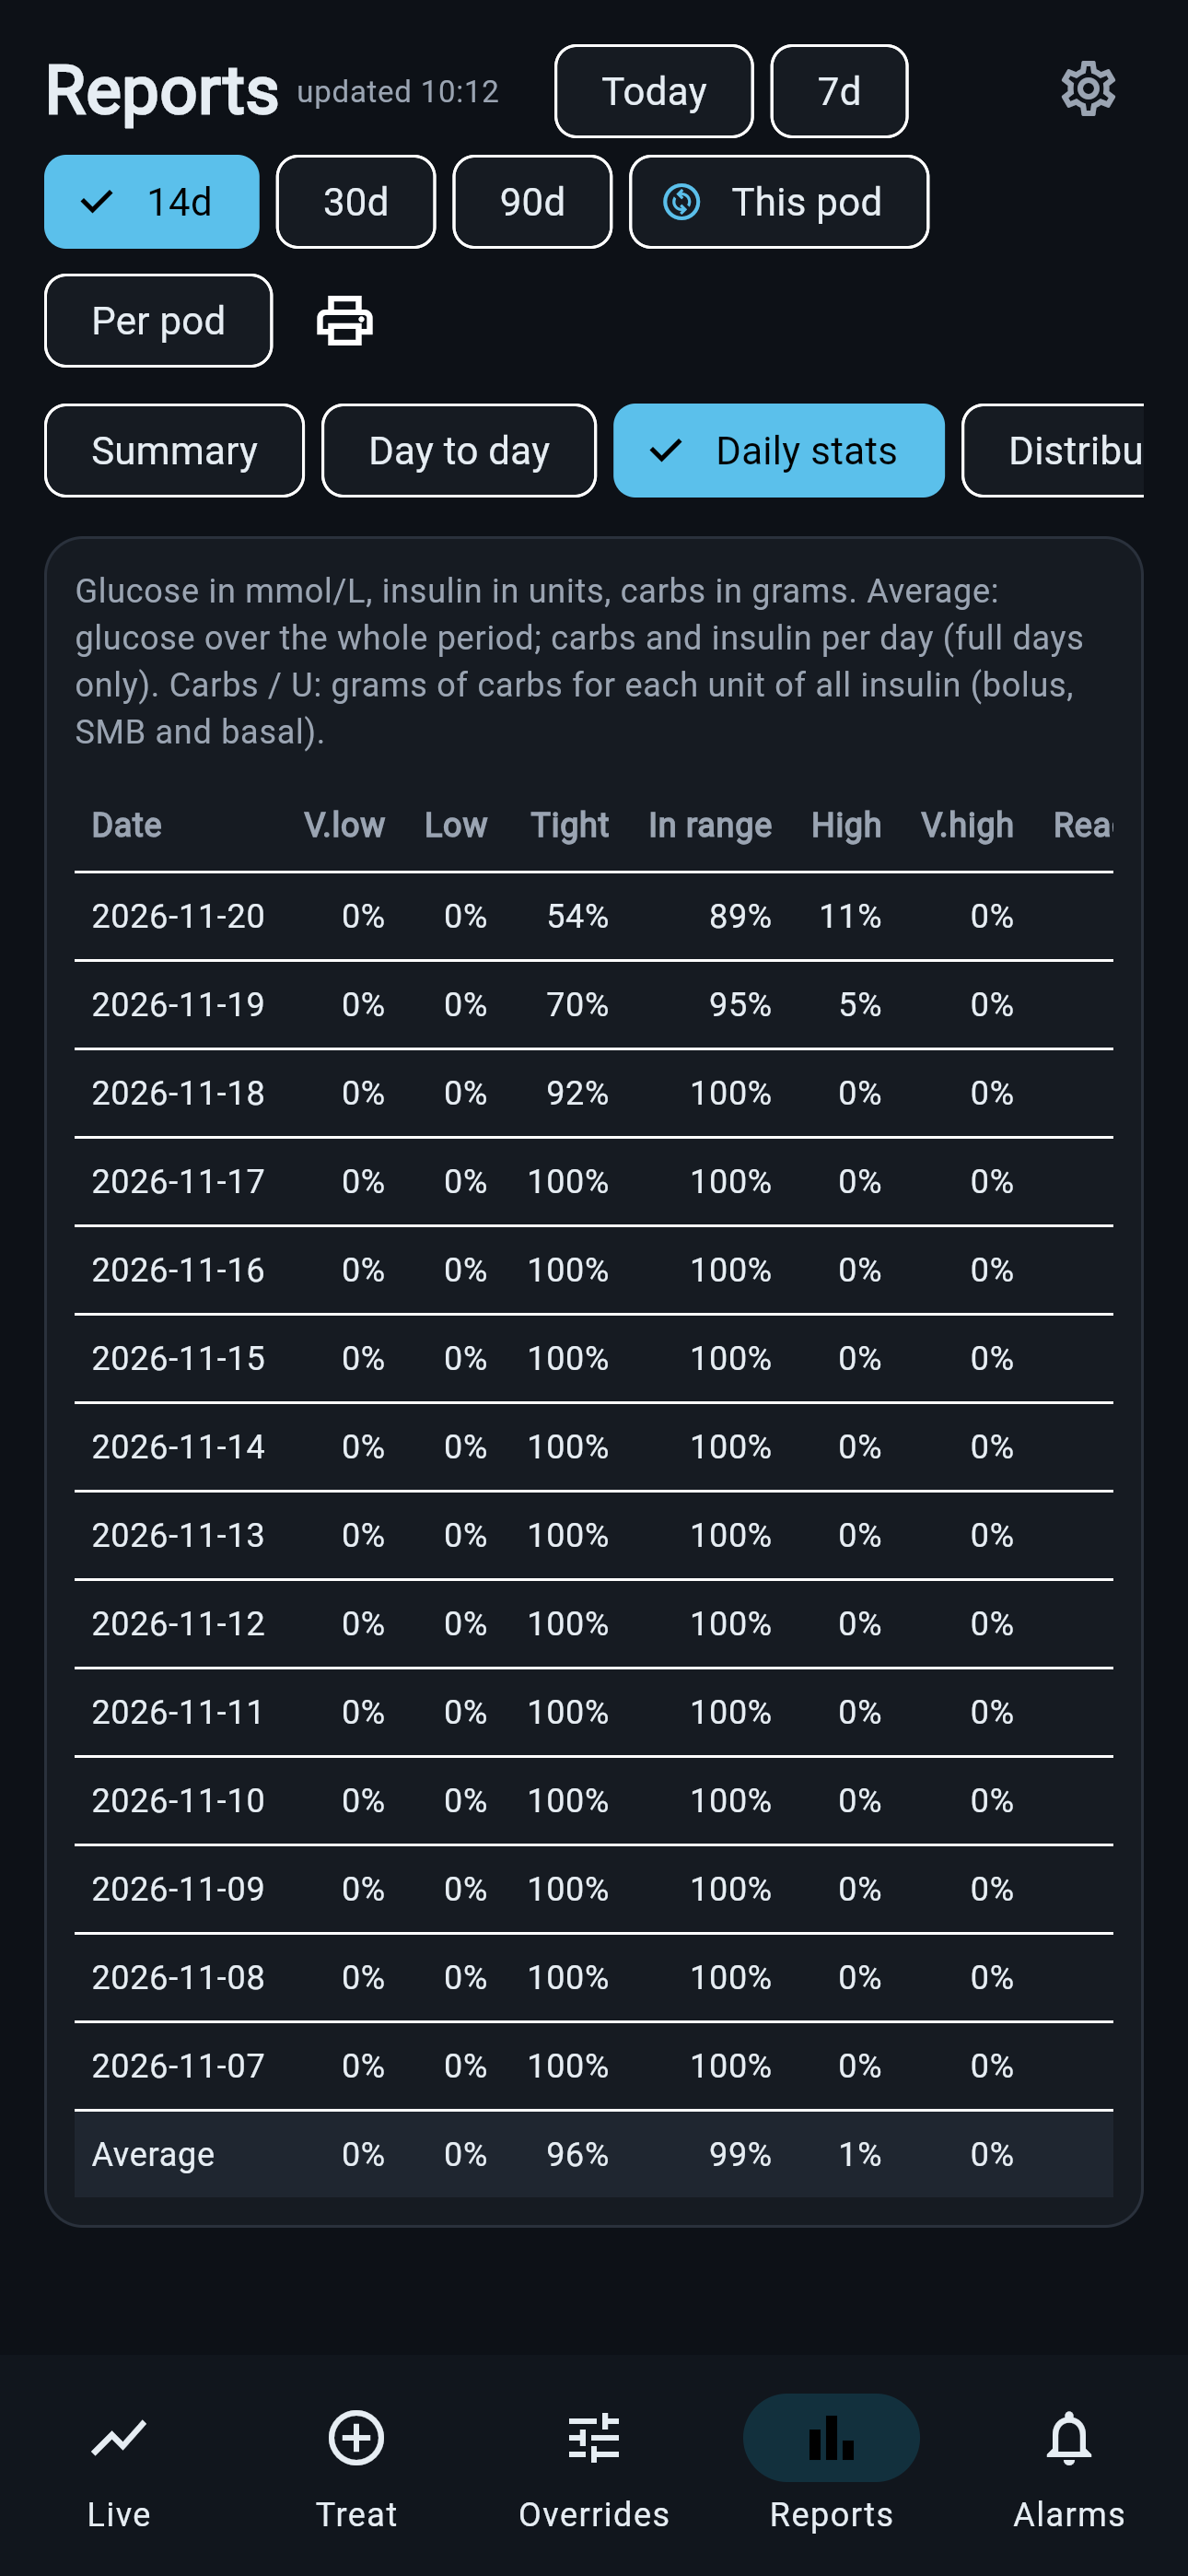 Reports updated 10:12 Today 7d
14d 30d 90d This pod
Per pod
Summary Day to day Daily stats Distribu
Glucose in mmol/L, insulin in units, carbs in grams. Average:
glucose over the whole period; carbs and insulin per day (full days
only). Carbs / U: grams of carbs for each unit of all insulin (bolus,
SMB and basal).
Date V.low Low Tight In range High V.high Rea
2026-11-20 0% 0% 54% 89% 11% 0%
2026-11-19 0% 0% 70% 95% 5% 0%
2026-11-18 0% 0% 92% 100% 0% 0%
2026-11-17 0% 0% 100% 100% 0% 0%
2026-11-16 0% 0% 100% 100% 0% 0%
2026-11-15 0% 0% 100% 100% 0% 0%
2026-11-14 0% 0% 100% 100% 0% 0%
2026-11-13 0% 0% 100% 100% 0% 0%
2026-11-12 0% 0% 100% 100% 0% 0%
2026-11-11 0% 0% 100% 100% 0% 0%
2026-11-10 0% 0% 100% 100% 0% 0%
2026-11-09 0% 0% 100% 100% 0% 0%
2026-11-08 0% 0% 100% 100% 0% 0%
2026-11-07 0% 0% 100% 100% 0% 0%
Average 0% 0% 96% 99% 1% 0%
Live Treat Overrides Reports Alarms